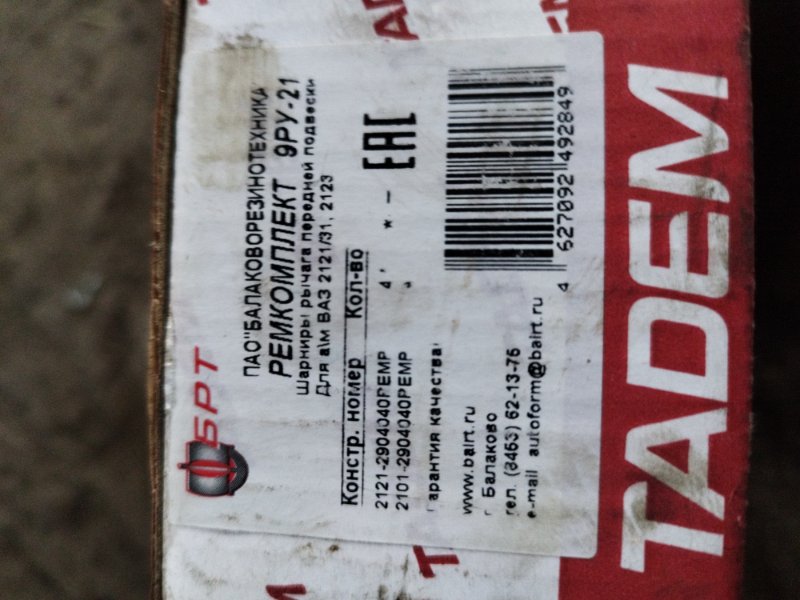 БРТ
ПАО"БАЛАКОВОРЕЗИНОТЕХНИКА
РЕМКОМПЛЕКТ 9РУ-21
Шарниры рычага передней подвески
Для а\м ВАЗ 2121/31, 2123
Констр. номер Кол-во
2121-2904040РЕМР 4
2101-2904040РЕМР
Гарантия качества
* -
EAC
www.balrt.ru
г Балаково
тел. (8453) 62-13-76
e-mail autoform@balrt.ru
4 627092 492849
TADEM